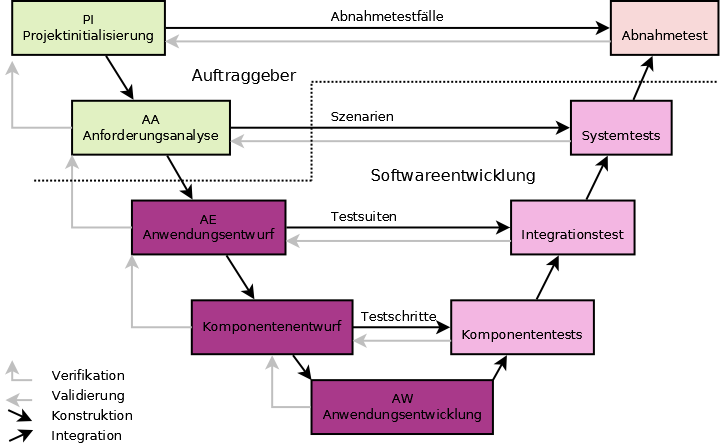 PI
Projektinitialisierung
Abnahmetestfälle
Abnahmetest
Auftraggeber
AA
Anforderungsanalyse
Szenarien
Systemtests
Softwareentwicklung
AE
Anwendungsentwurf
Testsuiten
Integrationstest
Komponentenentwurf
Testschritte
Komponententests
AW
Anwendungsentwicklung
Verifikation
Validierung
Konstruktion
Integration